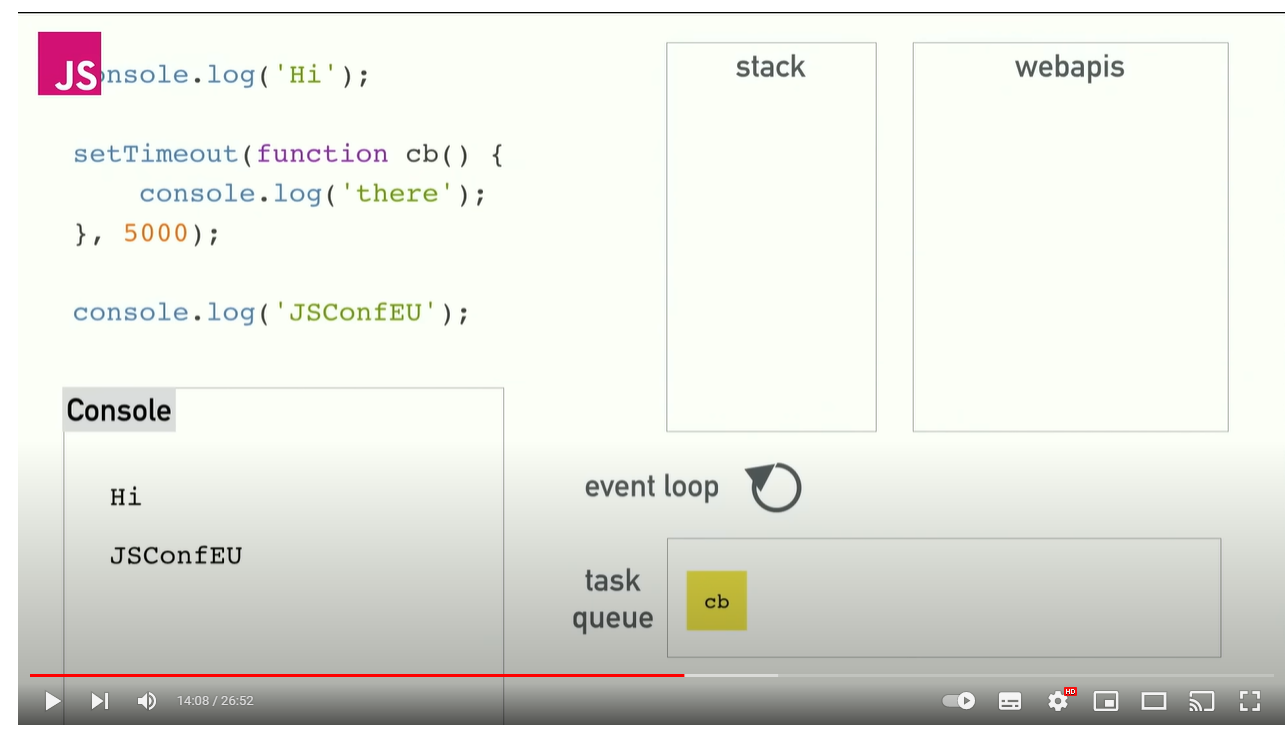 JS
onsole.log('Hi');
setTimeout(function cb() {
    console.log('there');
}, 5000);
console.log('JSConfEU');
Console
Hi
JSConfEU
stack
webapis
event loop
task
queue
cb
14:08 / 26:52
HD